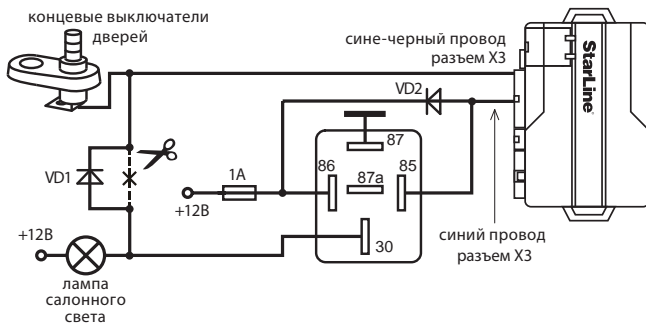 концевые выключатели
дверей
сине-черный провод
разъем X3
StarLine
VD2
87
86
87a
85
1A
VD1
+12В
30
+12В
синий провод
разъем X3
лампа
салонного
света